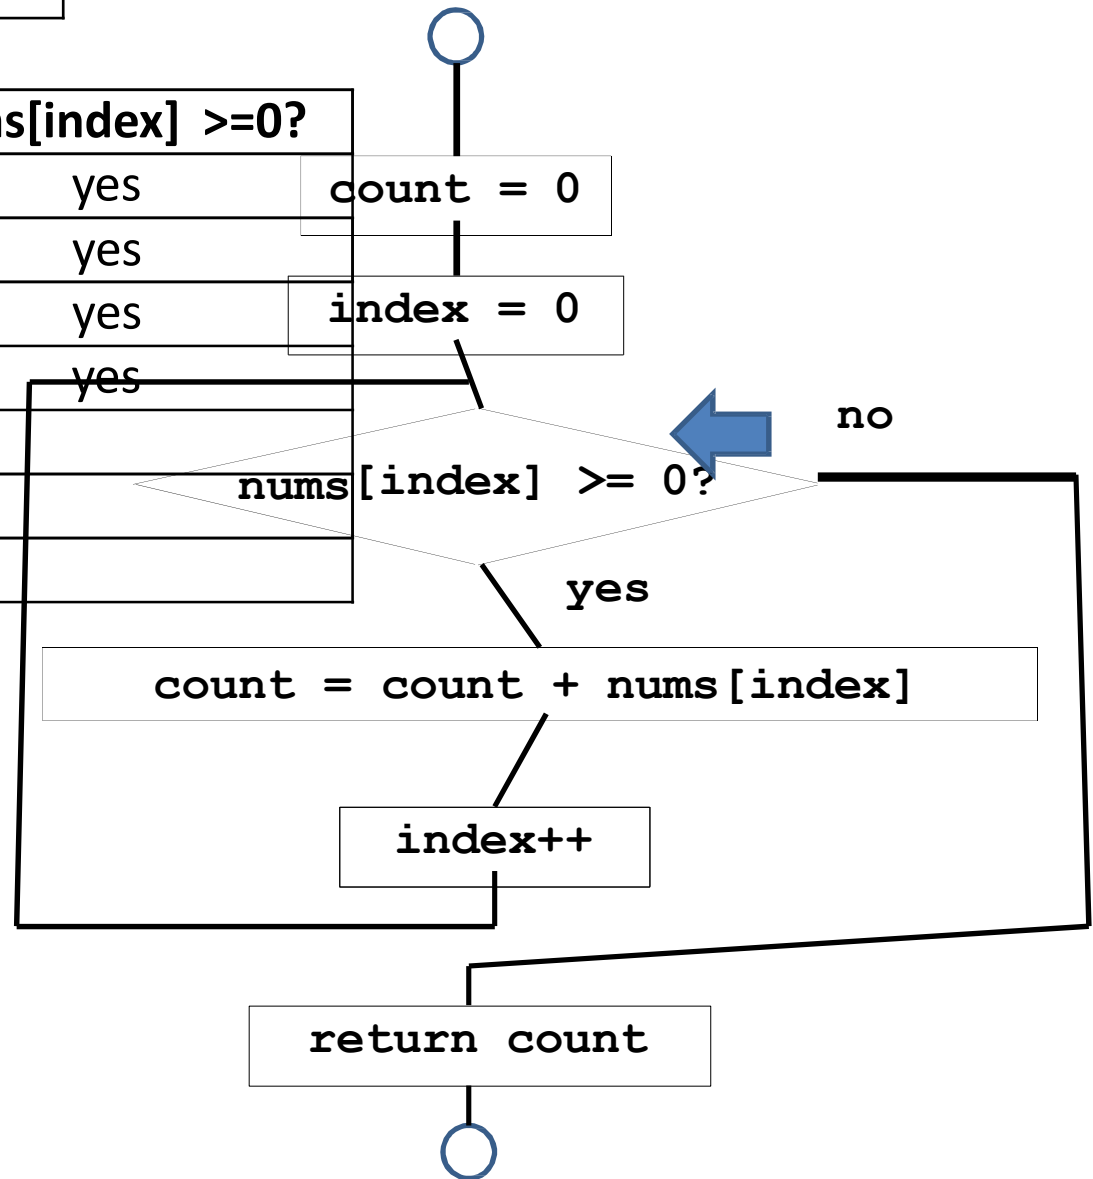 [index] >=0?
yes
yes
yes
yes
count = 0
index = 0
no
nums[index] >= 0?
yes
count = count + nums[index]
index++
return count